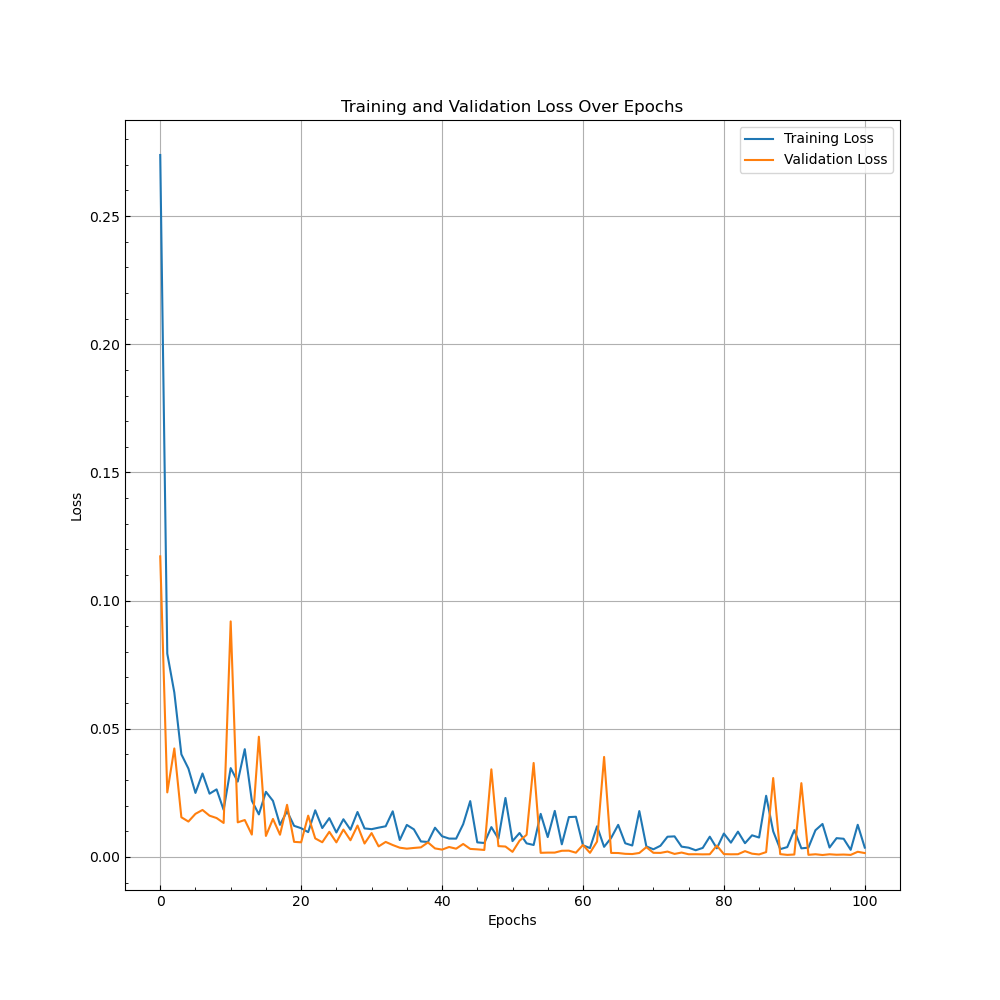 Training and Validation Loss Over Epochs
Training Loss
Validation Loss
0.25
0.20
0.15
0.10
0.05
0.00
Loss
0 20 40 60 80 100
Epochs